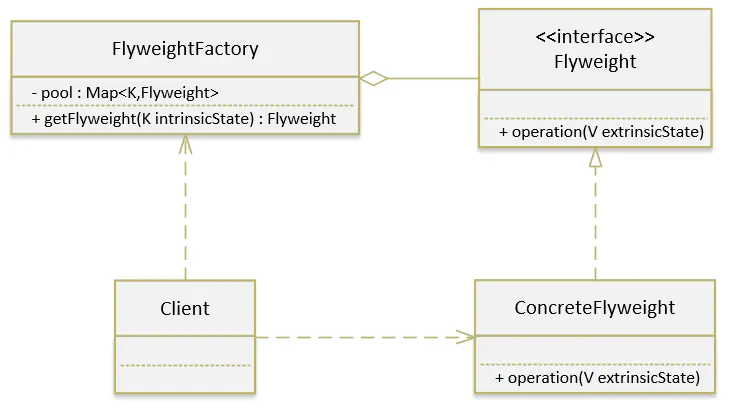 FlyweightFactory
- pool : Map<K,Flyweight>
+ getFlyweight(K intrinsicState) : Flyweight
<<interface>>
Flyweight
+ operation(V extrinsicState)
Client
ConcreteFlyweight
+ operation(V extrinsicState)